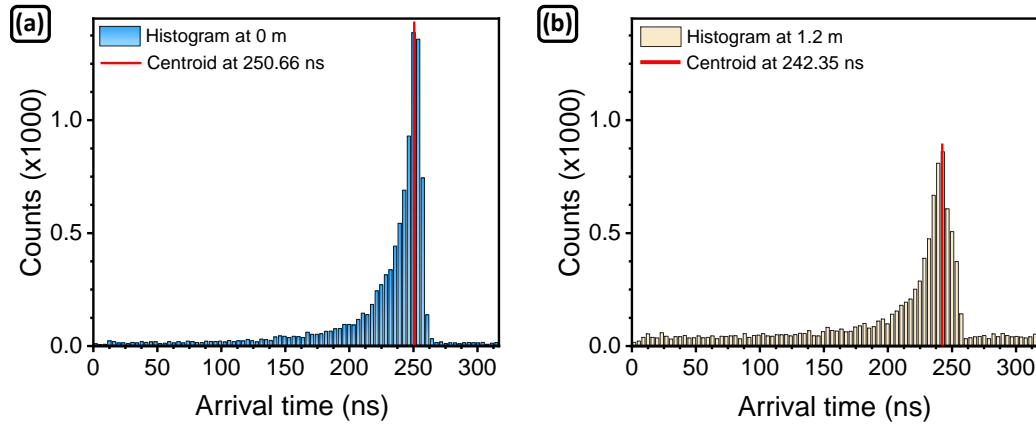 (a)
Histogram at 0 m
Centroid at 250.66 ns
1.0
0.5
0.0
Counts (x1000)
0 50 100 150 200 250 300
Arrival time (ns)
(b)
Histogram at 1.2 m
Centroid at 242.35 ns
1.0
0.5
0.0
Counts (x1000)
0 50 100 150 200 250 300
Arrival time (ns)